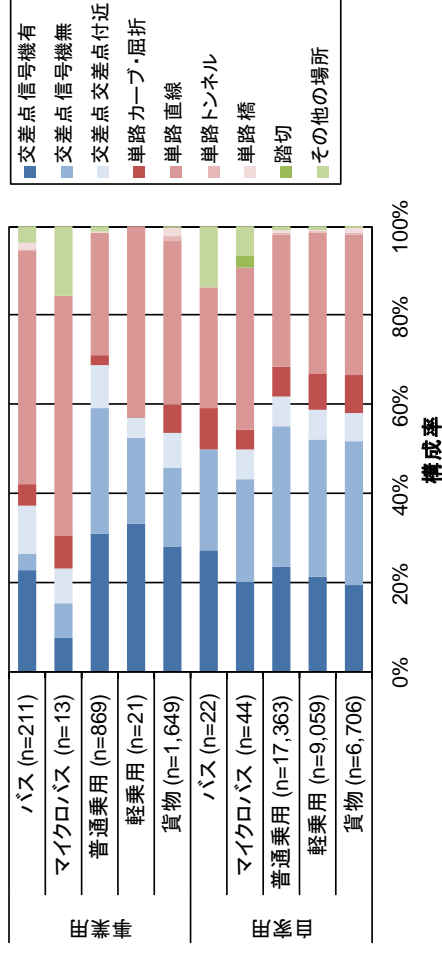 交差点 信号機有
交差点 信号機無
交差点 交差点付近
単路 カーブ・屈折
単路 直線
単路 トンネル
単路 橋
踏切
その他の場所
事業用
バス (n=211)
マイクロバス (n=13)
普通乗用 (n=869)
軽乗用 (n=21)
貨物 (n=1,649)
自家用
バス (n=22)
マイクロバス (n=44)
普通乗用 (n=17,363)
軽乗用 (n=9,059)
貨物 (n=6,706)
0%
20%
40%
60%
80%
100%
構成率